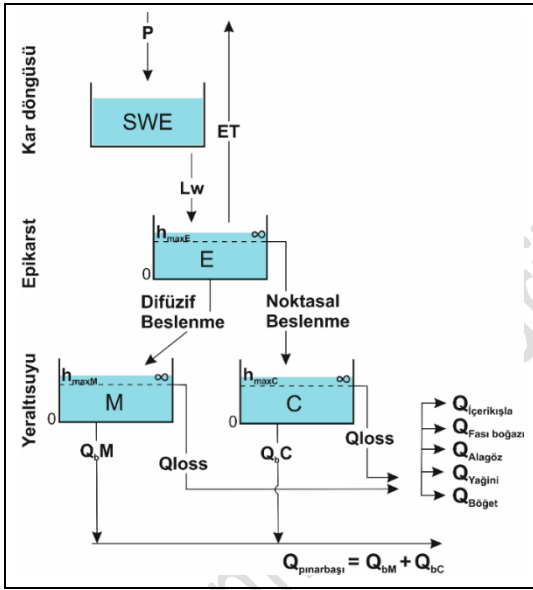 Kar döngüsü
P
SWE
ET
Lw
Epikarst
hmaxE
∞
E
0
Difüzif
Beslenme
Noktasal
Beslenme
Yeraltısuyu
hmaxM
∞
M
0
hmaxC
∞
C
0
QbM
Qloss
QbC
Qloss
Qİçerikışla
QFası boğazı
QAlagöz
QYağini
QBöğet
Qpınarbaşı = QbM + QbC